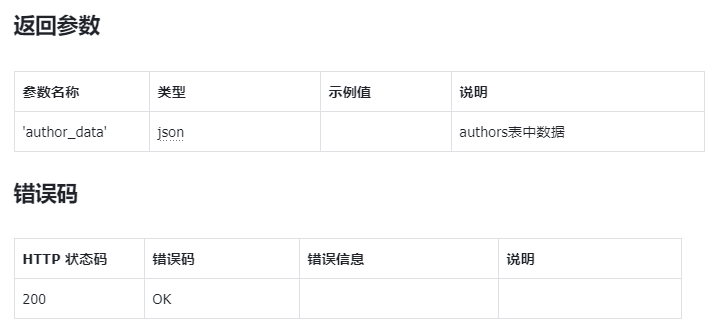 返回参数
参数名称 类型 示例值 说明
'author_data' json authors表中数据
错误码
HTTP 状态码 错误码 错误信息 说明
200 OK